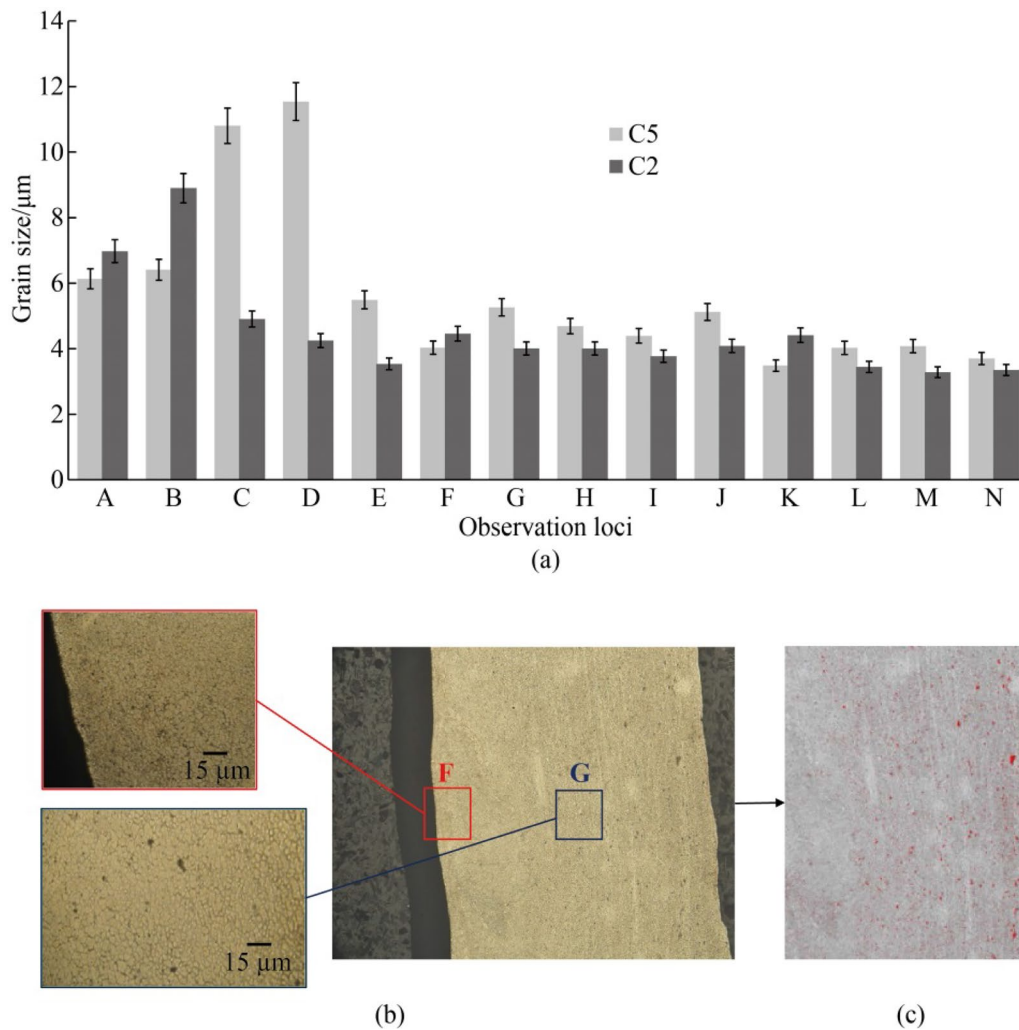 14
12
10
8
6
4
2
0
Grain size/μm
C5
C2
A B C D E F G H I J K L M N
Observation loci
(a)
15 μm
F
G
15 μm
(b)
(c)